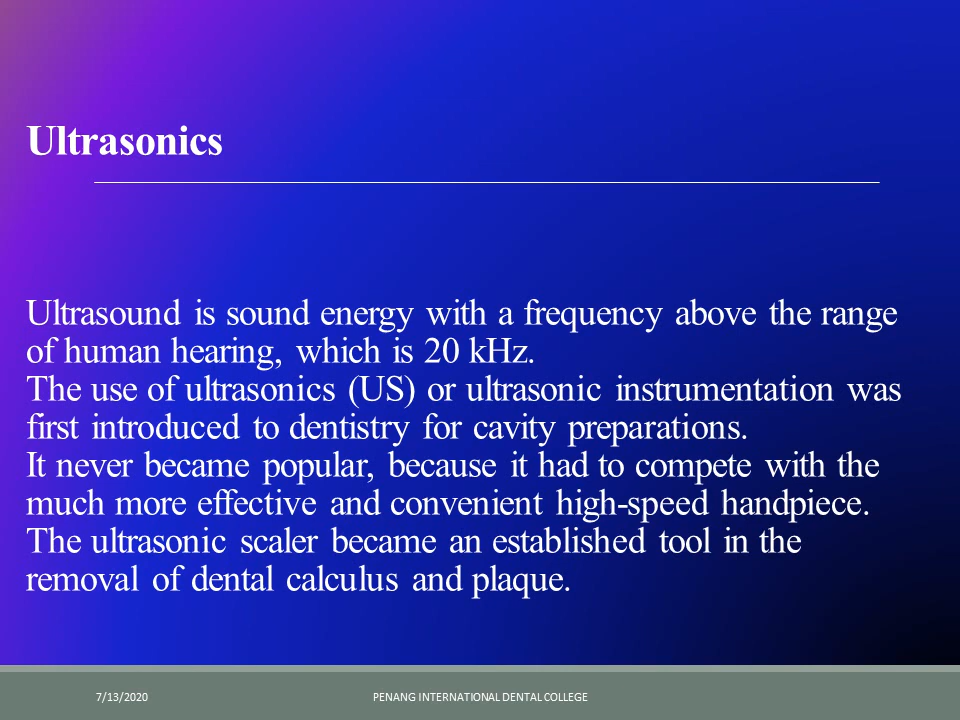 Ultrasonics
Ultrasound is sound energy with a frequency above the range
of human hearing, which is 20 kHz.
The use of ultrasonics (US) or ultrasonic instrumentation was
first introduced to dentistry for cavity preparations.
It never became popular, because it had to compete with the
much more effective and convenient high-speed handpiece.
The ultrasonic scaler became an established tool in the
removal of dental calculus and plaque.
7/13/2020 PENANG INTERNATIONAL DENTAL COLLEGE